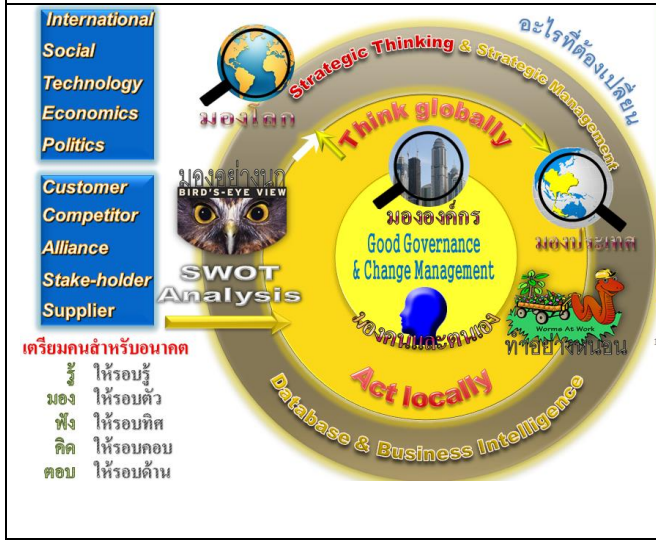 International
Social
Technology
Economics
Politics
Customer
Competitor
Alliance
Stake-holder
Supplier
เตรียมคนสำหรับอนาคต
รู้ ให้รอบรู้
มอง ให้รอบตัว
ฟัง ให้รอบทิศ
คิด ให้รอบคอบ
ตอบ ให้รอบด้าน
มองโลก
มองอย่างนก
BIRD'S-EYE VIEW
SWOT
Analysis
อะไรที่ต้องเปลี่ยน
Strategic Thinking & Strategic Management
Think globally
มององค์กร
Good Governance
& Change Management
มองคนและตนเอง
มองประเทศ
Worms At Work
ทำอย่างหนอน
Act locally
Database & Business Intelligence